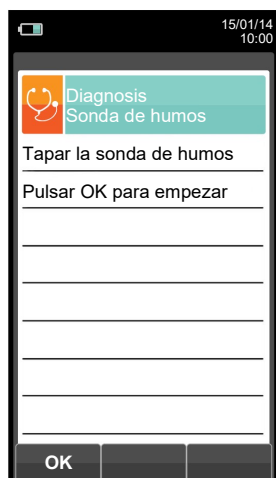 15/01/14
10:00
Diagnosis
Sonda de humos
Tapar la sonda de humos
Pulsar OK para empezar
OK